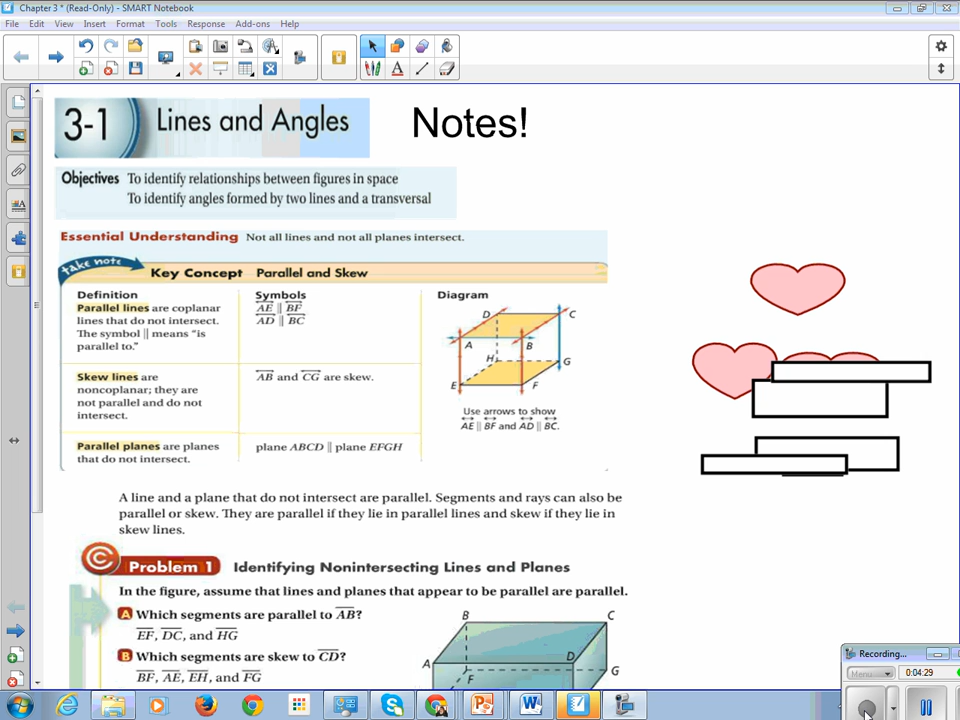 Chapter 3 * (Read-Only) - SMART Notebook
File Edit View Insert Format Tools Response Add-ons Help
3-1 Lines and Angles Notes!
Objectives To identify relationships between figures in space
To identify angles formed by two lines and a transversal
Essential Understanding Not all lines and not all planes intersect.
take note Key Concept Parallel and Skew
Definition Symbols Diagram
Parallel lines are coplanar
lines that do not intersect.
The symbol || means “is
parallel to.”
AE || BF
AD || BC
D C
A B
H G
E F
Use arrows to show
AE || BF and AD || BC.
Skew lines are
noncoplanar; they are
not parallel and do not
intersect.
AB and CG are skew.
Parallel planes are planes
that do not intersect.
plane ABCD || plane EFGH
A line and a plane that do not intersect are parallel. Segments and rays can also be
parallel or skew. They are parallel if they lie in parallel lines and skew if they lie in
skew lines.
C Problem 1 Identifying Nonintersecting Lines and Planes
In the figure, assume that lines and planes that appear to be parallel are parallel.
A Which segments are parallel to AB?
EF, DC, and HG
B Which segments are skew to CD?
BF, AE, EH, and FG
B C
A D
F G
Recording...
Menu 0:04:29